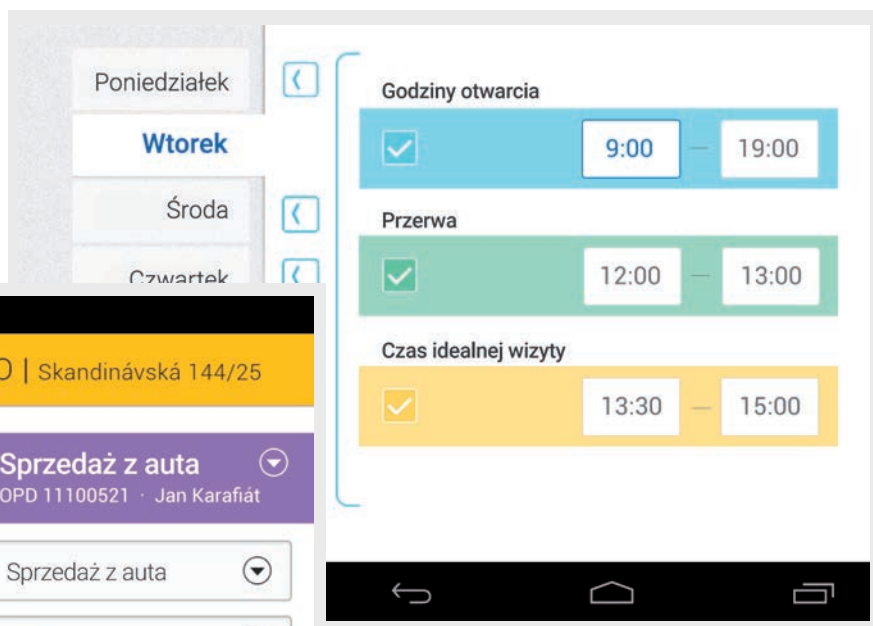 Poniedziałek
Wtorek
Środa
Czwartek
Godziny otwarcia
9:00 — 19:00
Przerwa
12:00 — 13:00
Czas idealnej wizyty
13:30 — 15:00
| Skandinávská 144/25
Sprzedaż z auta
OPD 11100521 · Jan Karafiát
Sprzedaż z auta